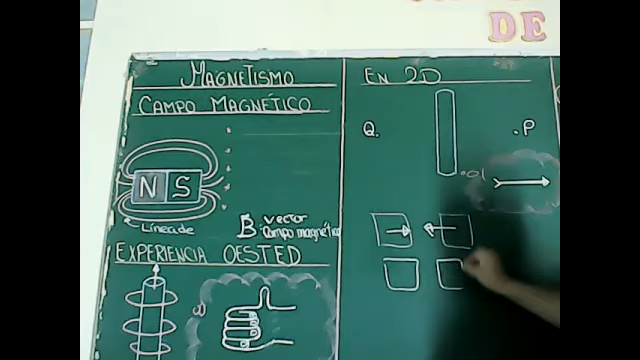 DE
MAGNETISMO
CAMPO MAGNÉTICO
N S
Línea de
B: vector
campo magnético
EXPERIENCIA OESTED
EN 2D
Q.
.P